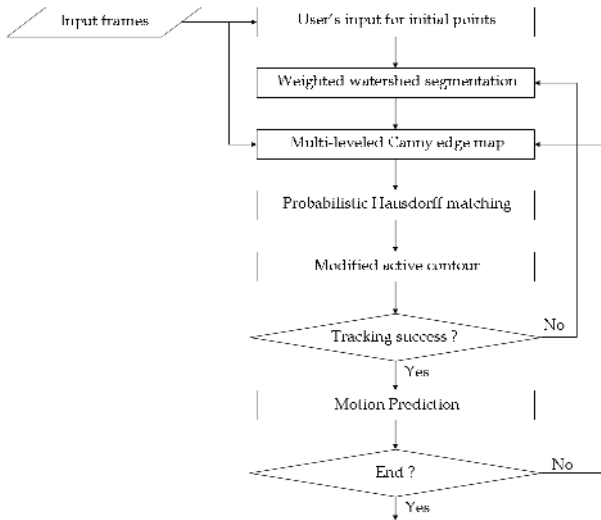 Input frames
User's input for initial points
Weighted watershed segmentation
Multi-leveled Canny edge map
Probabilistic Hausdorff matching
Modified active contour
Tracking success ?
No
Yes
Motion Prediction
End ?
No
Yes